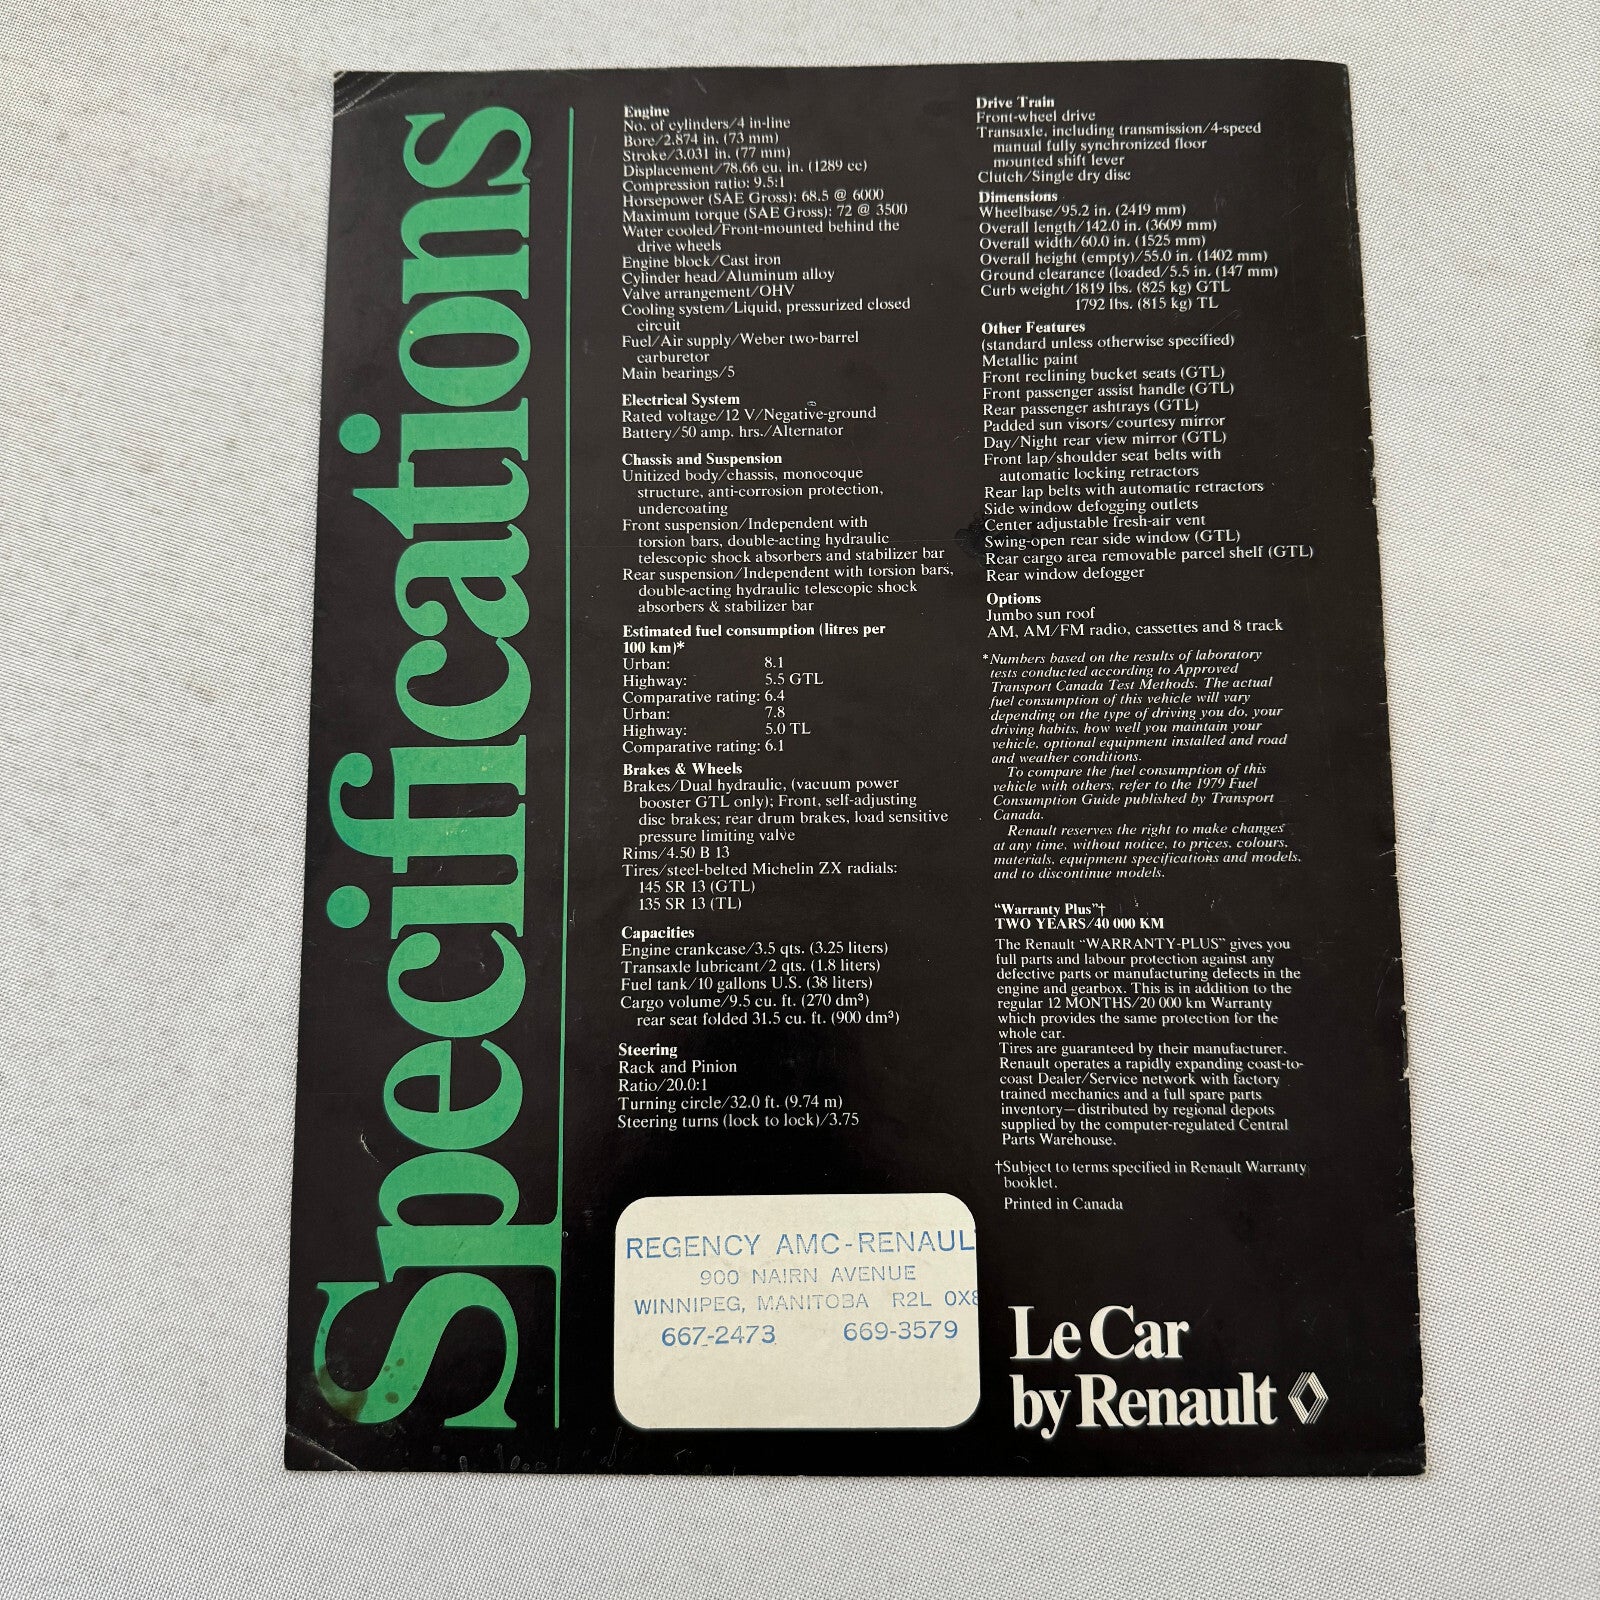 Specifications
Engine
No. of cylinders/4 in-line
Bore/2.874 in. (73 mm)
Stroke/3.031 in. (77 mm)
Displacement/78.66 cu. in. (1289 cc)
Compression ratio: 9.5:1
Horsepower (SAE Gross): 68.5 @ 6000
Maximum torque (SAE Gross): 72 @ 3500
Water cooled/Front-mounted behind the
drive wheels
Engine block/Cast iron
Cylinder head/Aluminum alloy
Valve arrangement/OHV
Cooling system/Liquid, pressurized closed
circuit
Fuel/Air supply/Weber two-barrel
carburetor
Main bearings/5
Electrical System
Rated voltage/12 V/Negative-ground
Battery/50 amp. hrs./Alternator
Chassis and Suspension
Unitized body/chassis, monocoque
structure, anti-corrosion protection,
undercoating
Front suspension/Independent with
torsion bars, double-acting hydraulic
telescopic shock absorbers and stabilizer bar
Rear suspension/Independent with torsion bars,
double-acting hydraulic telescopic shock
absorbers & stabilizer bar
Estimated fuel consumption (litres per
100 km)*
Urban: 8.1
Highway: 5.5 GTL
Comparative rating: 6.4
Urban: 7.8
Highway: 5.0 TL
Comparative rating: 6.1
Brakes & Wheels
Brakes/Dual hydraulic, (vacuum power
booster GTL only); Front, self-adjusting
disc brakes; rear drum brakes, load sensitive
pressure limiting valve
Rims/4.50 B 13
Tires/steel-belted Michelin ZX radials:
145 SR 13 (GTL)
135 SR 13 (TL)
Capacities
Engine crankcase/3.5 qts. (3.25 liters)
Transaxle lubricant/2 qts. (1.8 liters)
Fuel tank/10 gallons U.S. (38 liters)
Cargo volume/9.5 cu. ft. (270 dm³)
rear seat folded 31.5 cu. ft. (900 dm³)
Steering
Rack and Pinion
Ratio/20.0:1
Turning circle/32.0 ft. (9.74 m)
Steering turns (lock to lock)/3.75
REGENCY AMC-RENAUL
900 NAIRN AVENUE
WINNIPEG, MANITOBA R2L 0X8
667-2473 669-3579
Drive Train
Front-wheel drive
Transaxle, including transmission/4-speed
manual fully synchronized floor
mounted shift lever
Clutch/Single dry disc
Dimensions
Wheelbase/95.2 in. (2419 mm)
Overall length/142.0 in. (3609 mm)
Overall width/60.0 in. (1525 mm)
Overall height (empty)/55.0 in. (1402 mm)
Ground clearance (loaded/5.5 in. (147 mm)
Curb weight/1819 lbs. (825 kg) GTL
1792 lbs. (815 kg) TL
Other Features
(standard unless otherwise specified)
Metallic paint
Front reclining bucket seats (GTL)
Front passenger assist handle (GTL)
Rear passenger ashtrays (GTL)
Padded sun visors/courtesy mirror
Day/Night rear view mirror (GTL)
Front lap/shoulder seat belts with
automatic locking retractors
Rear lap belts with automatic retractors
Side window defogging outlets
Center adjustable fresh-air vent
Swing-open rear side window (GTL)
Rear cargo area removable parcel shelf (GTL)
Rear window defogger
Options
Jumbo sun roof
AM, AM/FM radio, cassettes and 8 track
*Numbers based on the results of laboratory
tests conducted according to Approved
Transport Canada Test Methods. The actual
fuel consumption of this vehicle will vary
depending on the type of driving you do, your
driving habits, how well you maintain your
vehicle, optional equipment installed and road
and weather conditions.
To compare the fuel consumption of this
vehicle with others, refer to the 1979 Fuel
Consumption Guide published by Transport
Canada.
Renault reserves the right to make changes
at any time, without notice, to prices, colours,
materials, equipment specifications and models,
and to discontinue models.
"Warranty Plus"†
TWO YEARS/40 000 KM
The Renault "WARRANTY-PLUS" gives you
full parts and labour protection against any
defective parts or manufacturing defects in the
engine and gearbox. This is in addition to the
regular 12 MONTHS/20 000 km Warranty
which provides the same protection for the
whole car.
Tires are guaranteed by their manufacturer.
Renault operates a rapidly expanding coast-to-
coast Dealer/Service network with factory
trained mechanics and a full spare parts
inventory—distributed by regional depots
supplied by the computer-regulated Central
Parts Warehouse.
†Subject to terms specified in Renault Warranty
booklet.
Printed in Canada
Le Car
by Renault